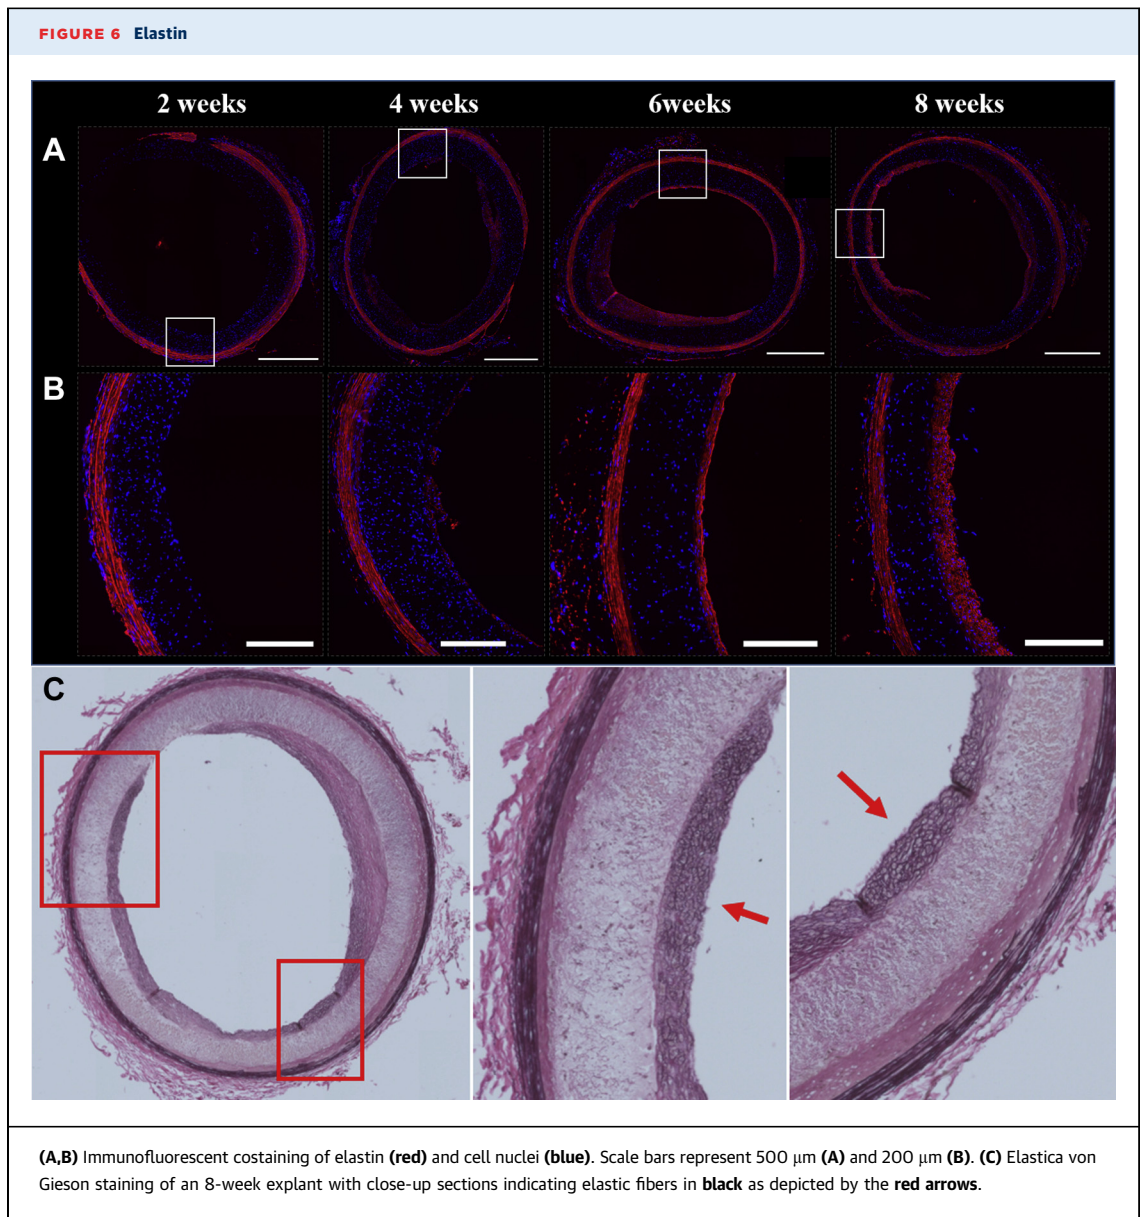 FIGURE 6 Elastin
2 weeks
4 weeks
6weeks
8 weeks
A
B
C
(A,B) Immunofluorescent costaining of elastin (red) and cell nuclei (blue). Scale bars represent 500 μm (A) and 200 μm (B). (C) Elastica von
Gieson staining of an 8-week explant with close-up sections indicating elastic fibers in black as depicted by the red arrows.